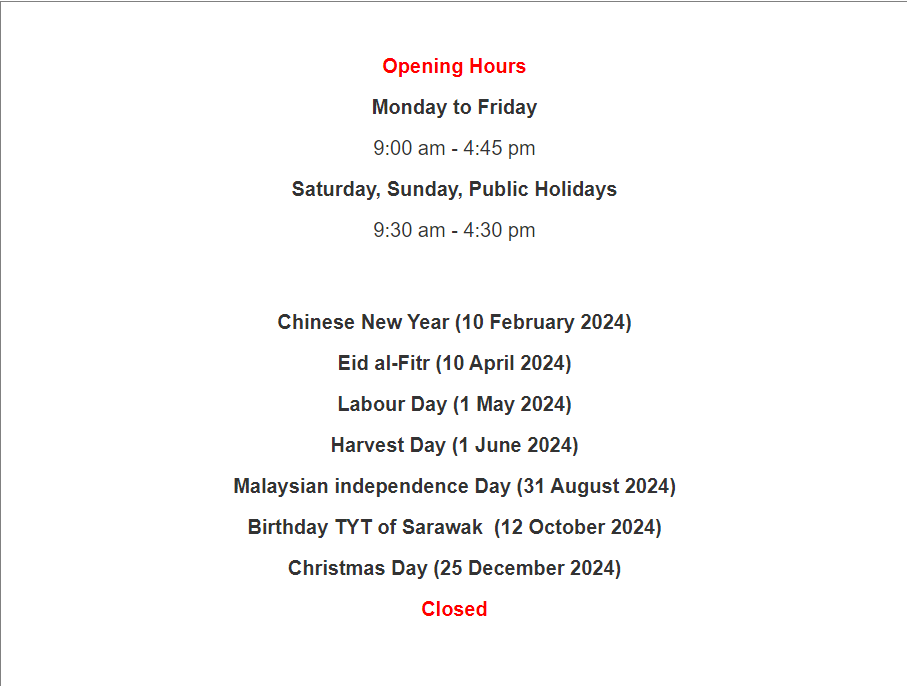 Opening Hours
Monday to Friday
9:00 am - 4:45 pm
Saturday, Sunday, Public Holidays
9:30 am - 4:30 pm
Chinese New Year (10 February 2024)
Eid al-Fitr (10 April 2024)
Labour Day (1 May 2024)
Harvest Day (1 June 2024)
Malaysian independence Day (31 August 2024)
Birthday TYT of Sarawak  (12 October 2024)
Christmas Day (25 December 2024)
Closed